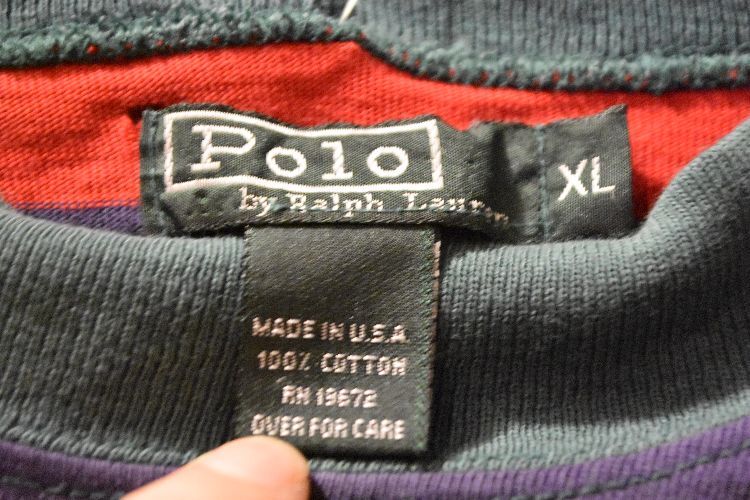 Polo
by Ralph Lauren
XL
MADE IN U.S.A.
100% COTTON
RN 19672
OVER FOR CARE